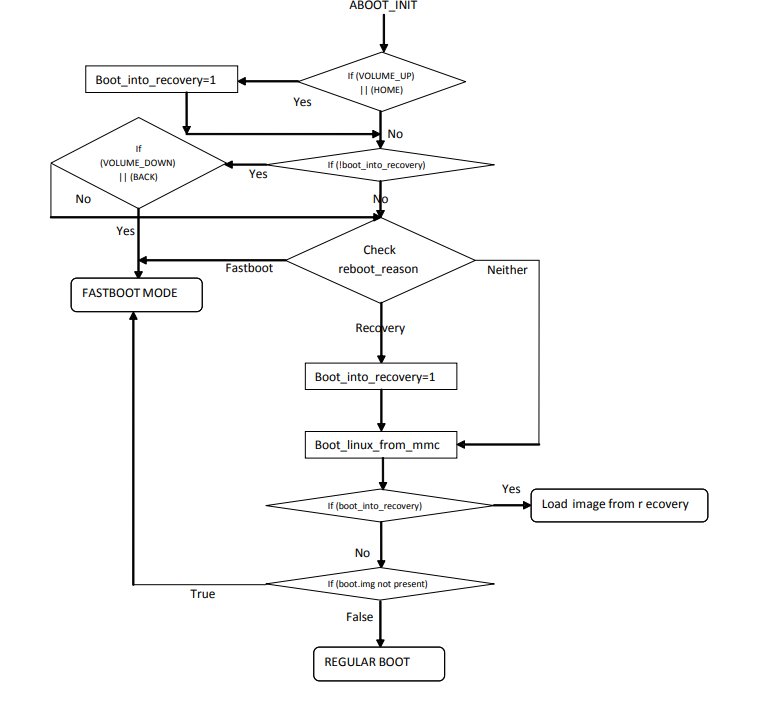 ABOOT_INIT
If (VOLUME_UP)
|| (HOME)
Boot_into_recovery=1
Yes
No
If
(VOLUME_DOWN)
|| (BACK)
If (!boot_into_recovery)
Yes
No
No
Yes
Check
reboot_reason
Fastboot
Neither
FASTBOOT MODE
Recovery
Boot_into_recovery=1
Boot_linux_from_mmc
If (boot_into_recovery)
Yes
Load image from r ecovery
No
If (boot.img not present)
True
False
REGULAR BOOT